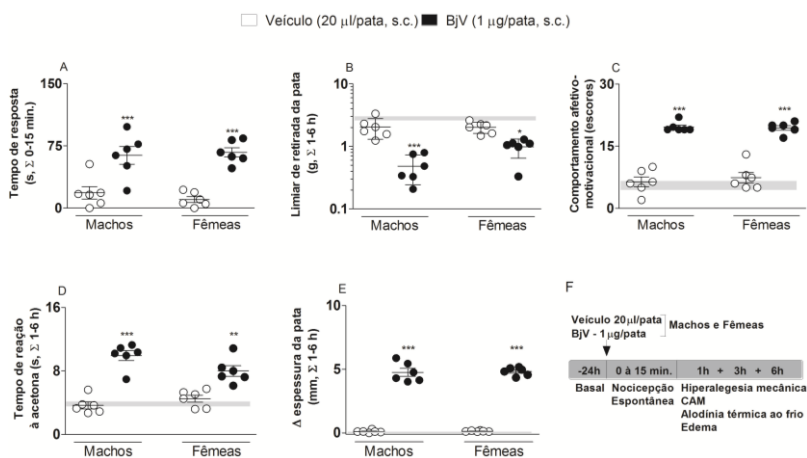 Veículo (20 µl/pata, s.c.) BjV (1 µg/pata, s.c.)
A
Tempo de resposta
(s, Σ 0-15 min.)
150
75
0
***
***
Machos Fêmeas
B
Limiar de retirada da pata
(g, Σ 1-6 h)
10
1
0.1
***
*
Machos Fêmeas
C
Comportamento afetivo-
motivacional (escores)
30
15
0
***
***
Machos Fêmeas
D
Tempo de reação
à acetona (s, Σ 1-6 h)
16
8
0
***
**
Machos Fêmeas
E
Δ espessura da pata
(mm, Σ 1-6 h)
10
5
0
***
***
Machos Fêmeas
F
Veículo 20µl/pata
BjV - 1µg/pata
Machos e Fêmeas
-24h 0 à 15 min. 1h + 3h + 6h
Basal Nocicepção Hiperalegesia mecânica
Espontânea CAM
Alodínia térmica ao frio
Edema